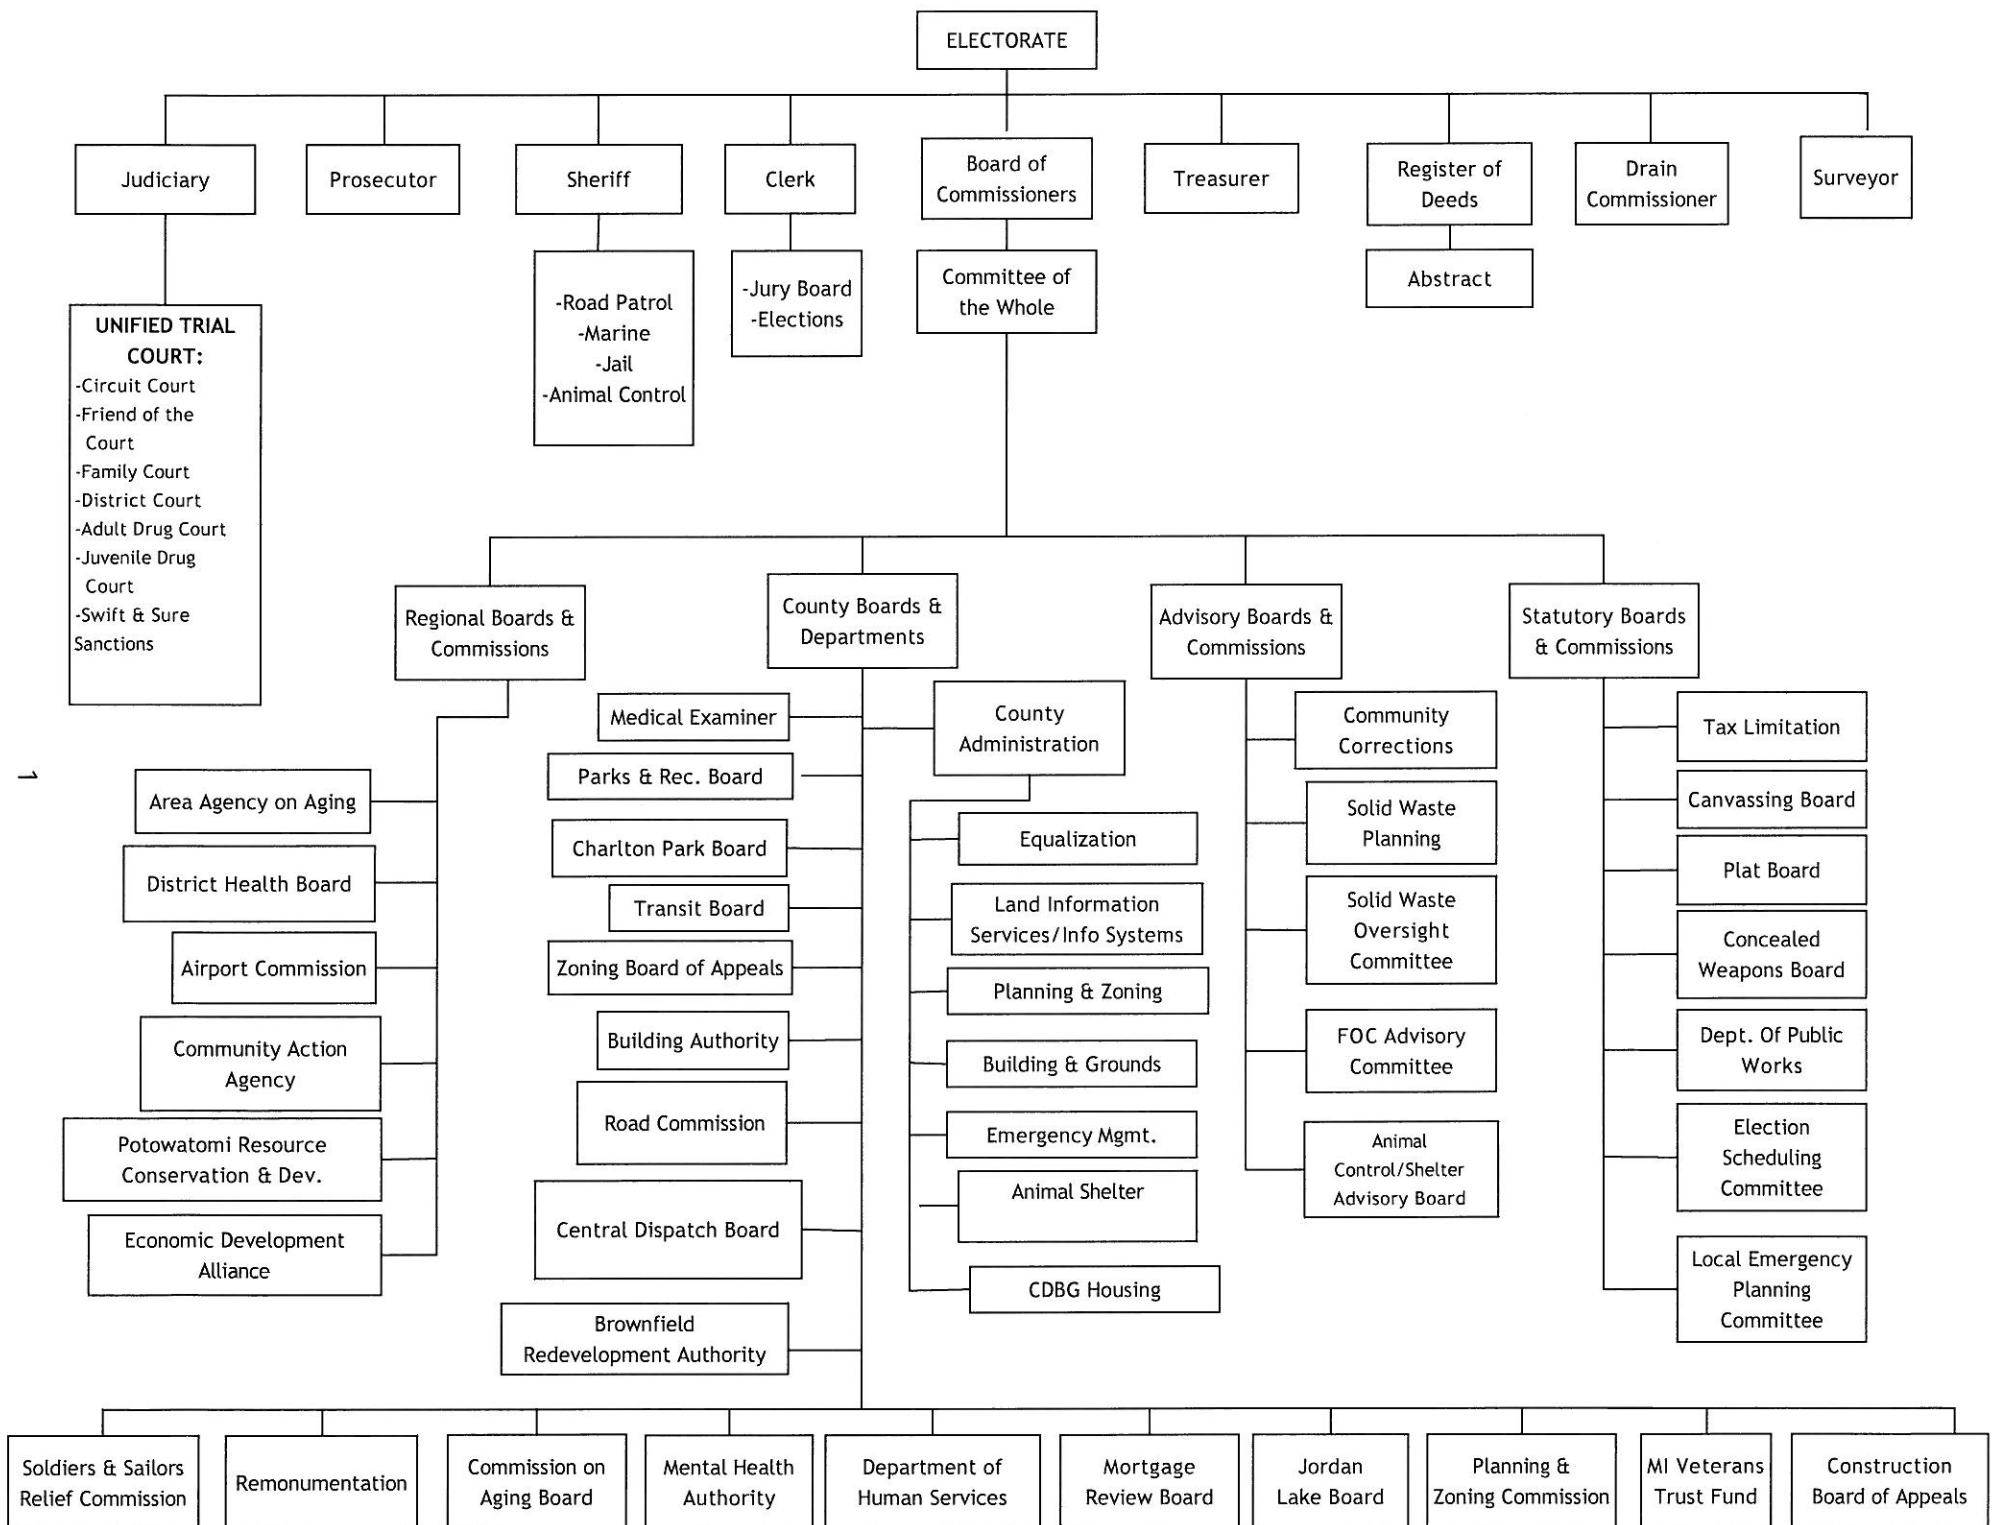 ELECTORATE
Judiciary
Prosecutor
Sheriff
Clerk
Board of
Commissioners
Treasurer
Register of
Deeds
Drain
Commissioner
Surveyor
UNIFIED TRIAL
COURT:
-Circuit Court
-Friend of the
Court
-Family Court
-District Court
-Adult Drug Court
-Juvenile Drug
Court
-Swift & Sure
Sanctions
-Road Patrol
-Marine
-Jail
-Animal Control
-Jury Board
-Elections
Committee of
the Whole
Abstract
Regional Boards &
Commissions
County Boards &
Departments
Advisory Boards &
Commissions
Statutory Boards
& Commissions
Area Agency on Aging
District Health Board
Airport Commission
Community Action
Agency
Potowatomi Resource
Conservation & Dev.
Economic Development
Alliance
Medical Examiner
Parks & Rec. Board
Charlton Park Board
Transit Board
Zoning Board of Appeals
Building Authority
Road Commission
Central Dispatch Board
Brownfield
Redevelopment Authority
County
Administration
Equalization
Land Information
Services/Info Systems
Planning & Zoning
Building & Grounds
Emergency Mgmt.
Animal Shelter
CDBG Housing
Community
Corrections
Solid Waste
Planning
Solid Waste
Oversight
Committee
FOC Advisory
Committee
Animal
Control/Shelter
Advisory Board
Tax Limitation
Canvassing Board
Plat Board
Concealed
Weapons Board
Dept. Of Public
Works
Election
Scheduling
Committee
Local Emergency
Planning
Committee
Soldiers & Sailors
Relief Commission
Remonumentation
Commission on
Aging Board
Mental Health
Authority
Department of
Human Services
Mortgage
Review Board
Jordan
Lake Board
Planning &
Zoning Commission
MI Veterans
Trust Fund
Construction
Board of Appeals
1